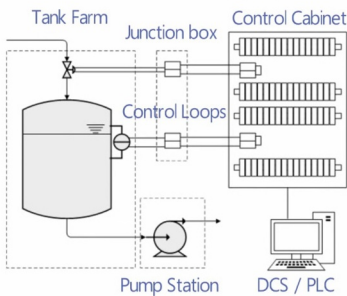 Tank Farm
Junction box
Control Cabinet
Control Loops
Pump Station
DCS / PLC